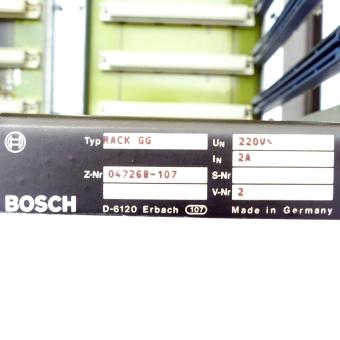 Typ RACK GG UN 220V~
IN 2A
Z-Nr 047268-107 S-Nr
V-Nr 2
BOSCH
D-6120 Erbach 107 Made in Germany